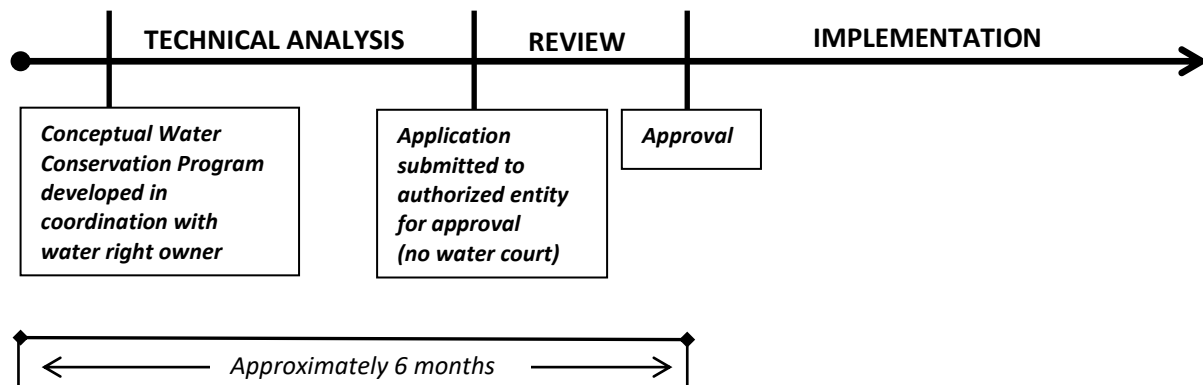 TECHNICAL ANALYSIS
REVIEW
IMPLEMENTATION
Conceptual Water
Conservation Program
developed in
coordination with
water right owner
Application
submitted to
authorized entity
for approval
(no water court)
Approval
Approximately 6 months